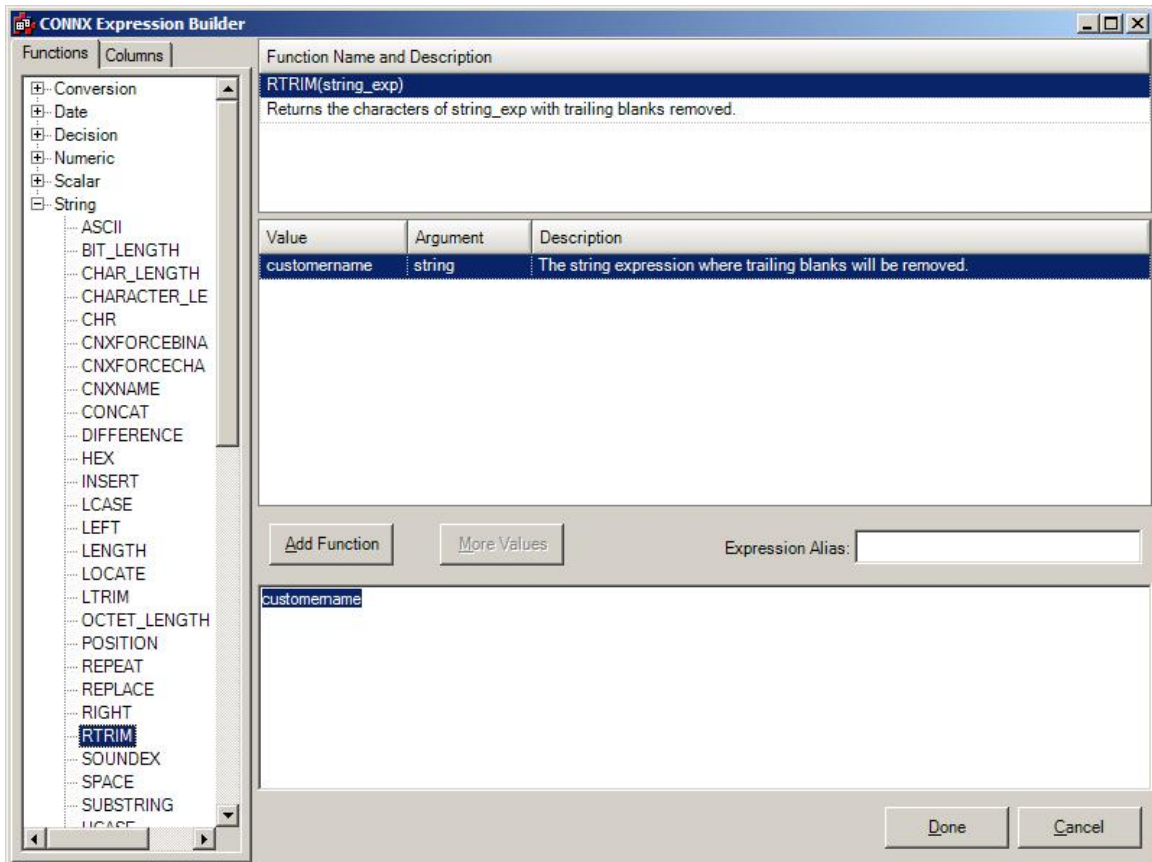 CONNX Expression Builder
Functions Columns
Conversion
Date
Decision
Numeric
Scalar
String
ASCII
BIT_LENGTH
CHAR_LENGTH
CHARACTER_LE
CHR
CNXFORCEBINA
CNXFORCECHA
CNXNAME
CONCAT
DIFFERENCE
HEX
INSERT
LCASE
LEFT
LENGTH
LOCATE
LTRIM
OCTET_LENGTH
POSITION
REPEAT
REPLACE
RIGHT
RTRIM
SOUNDEX
SPACE
SUBSTRING
UCASE
Function Name and Description
RTRIM(string_exp)
Returns the characters of string_exp with trailing blanks removed.
Value Argument Description
customername string The string expression where trailing blanks will be removed.
Add Function More Values Expression Alias:
customername
Done Cancel